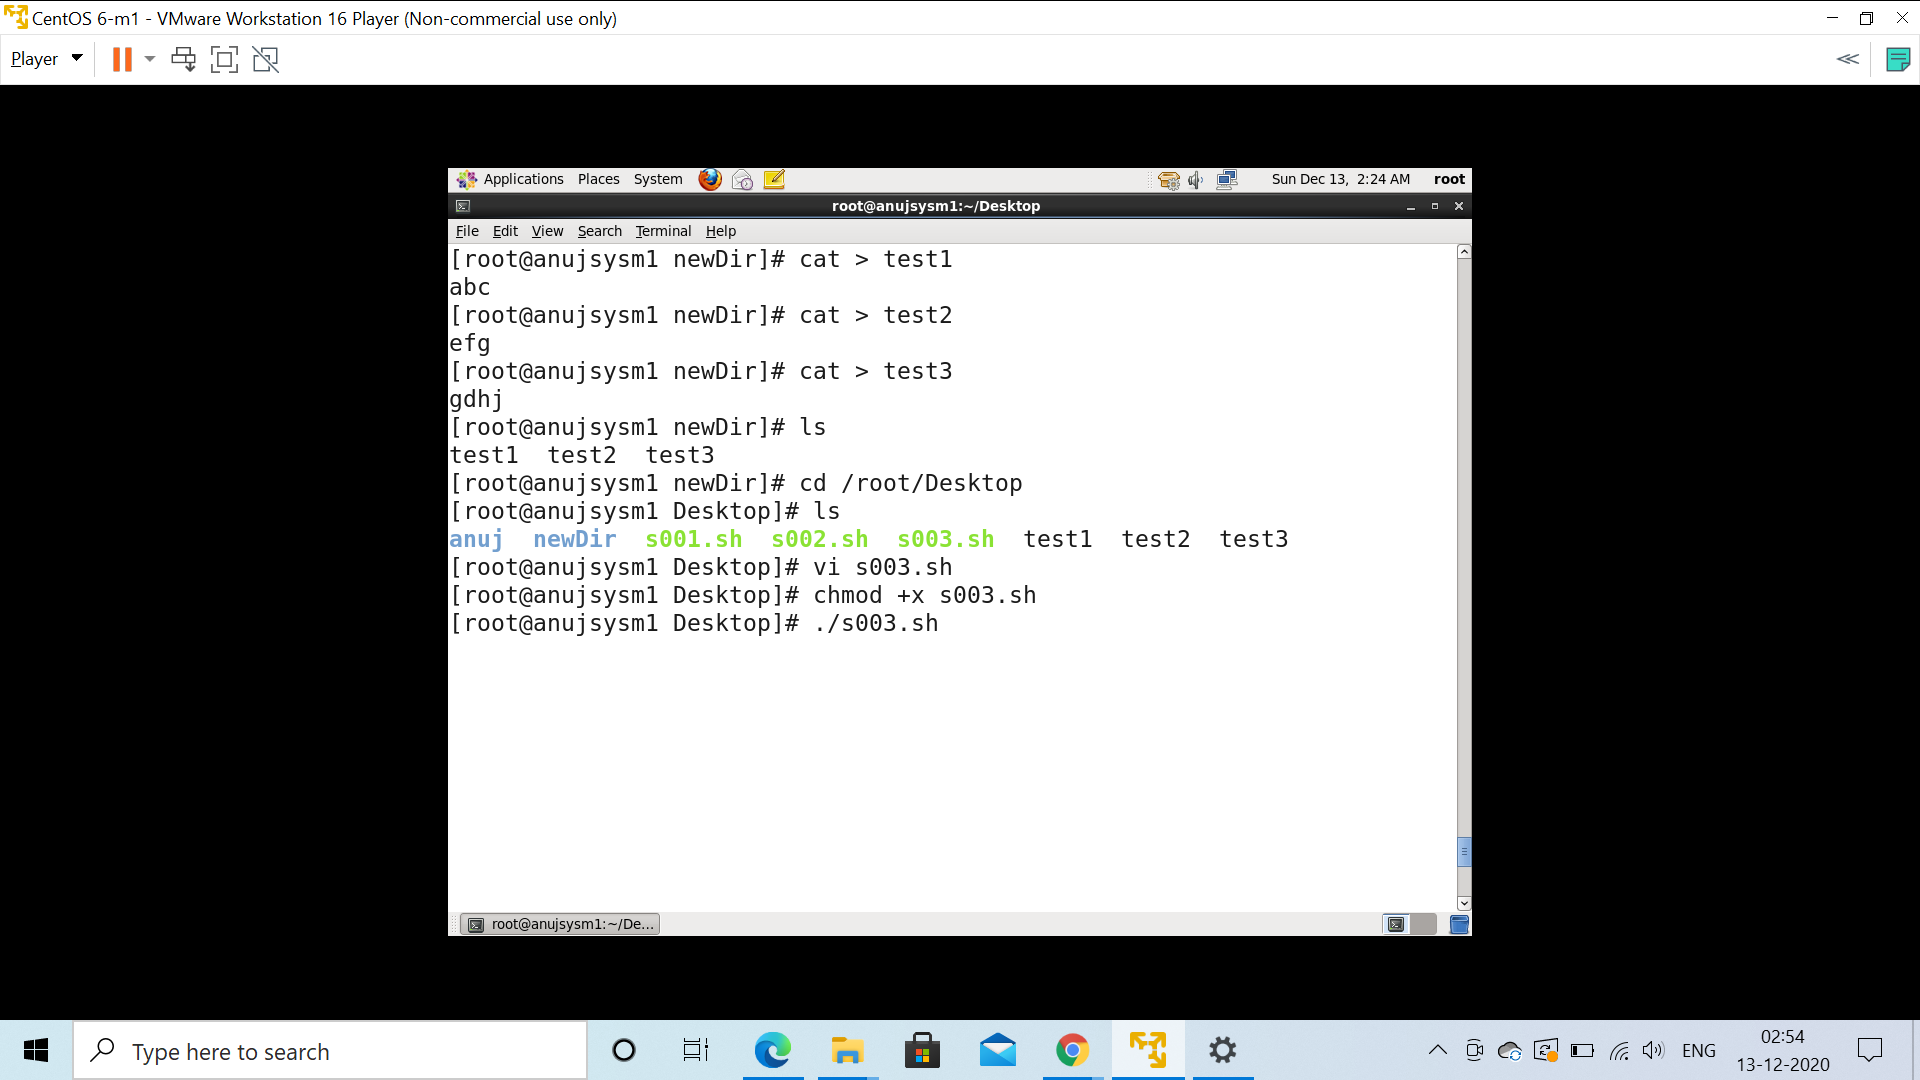 CentOS 6-m1 - VMware Workstation 16 Player (Non-commercial use only)
Player
Applications Places System Sun Dec 13, 2:24 AM root
root@anujsysm1:~/Desktop
File Edit View Search Terminal Help
[root@anujsysm1 newDir]# cat > test1
abc
[root@anujsysm1 newDir]# cat > test2
efg
[root@anujsysm1 newDir]# cat > test3
gdhj
[root@anujsysm1 newDir]# ls
test1 test2 test3
[root@anujsysm1 newDir]# cd /root/Desktop
[root@anujsysm1 Desktop]# ls
anuj newDir s001.sh s002.sh s003.sh test1 test2 test3
[root@anujsysm1 Desktop]# vi s003.sh
[root@anujsysm1 Desktop]# chmod +x s003.sh
[root@anujsysm1 Desktop]# ./s003.sh
root@anujsysm1:~/De...
Type here to search
ENG
02:54
13-12-2020